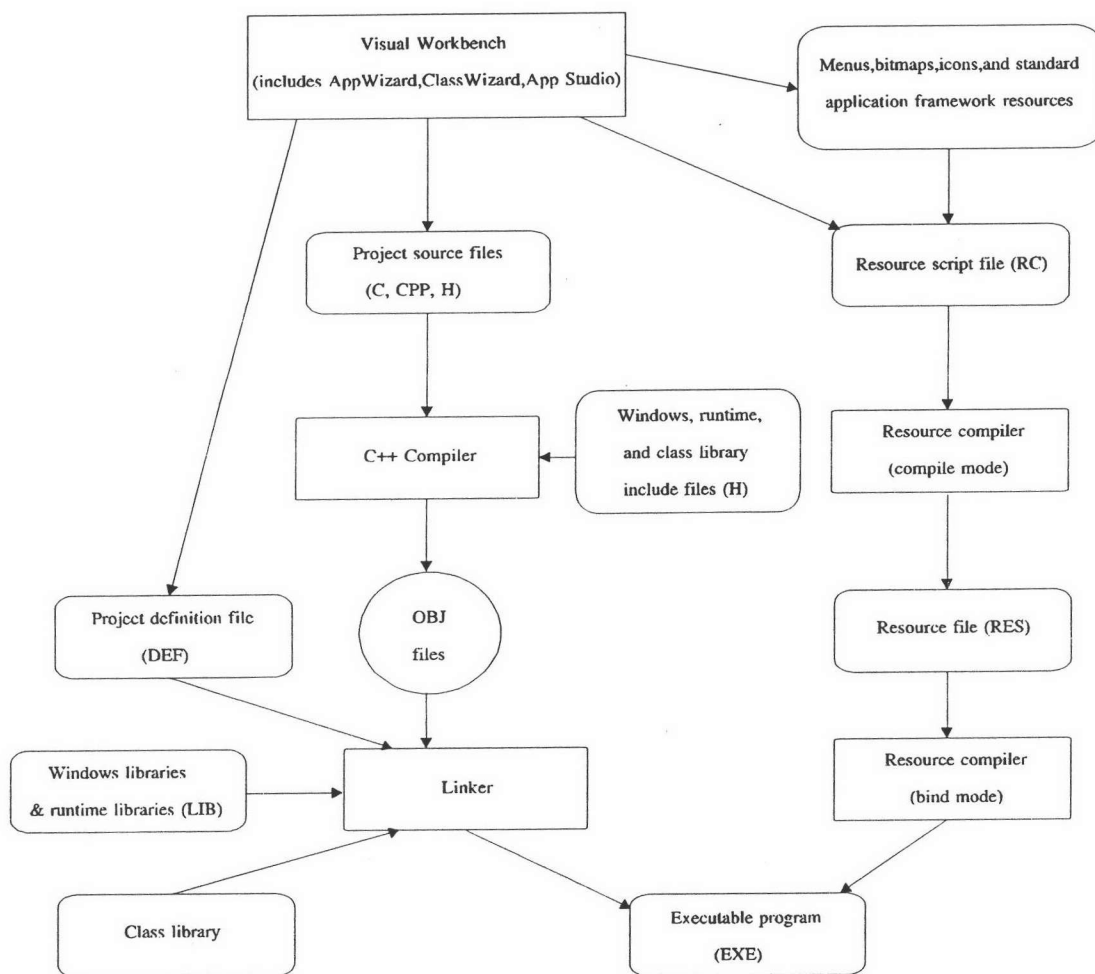 Visual Workbench
(includes AppWizard,ClassWizard,App Studio)
Menus,bitmaps,icons,and standard
application framework resources
Project source files
(C, CPP, H)
Resource script file (RC)
C++ Compiler
Windows, runtime,
and class library
include files (H)
Resource compiler
(compile mode)
Project definition file
(DEF)
OBJ
files
Resource file (RES)
Windows libraries
& runtime libraries (LIB)
Linker
Resource compiler
(bind mode)
Class library
Executable program
(EXE)